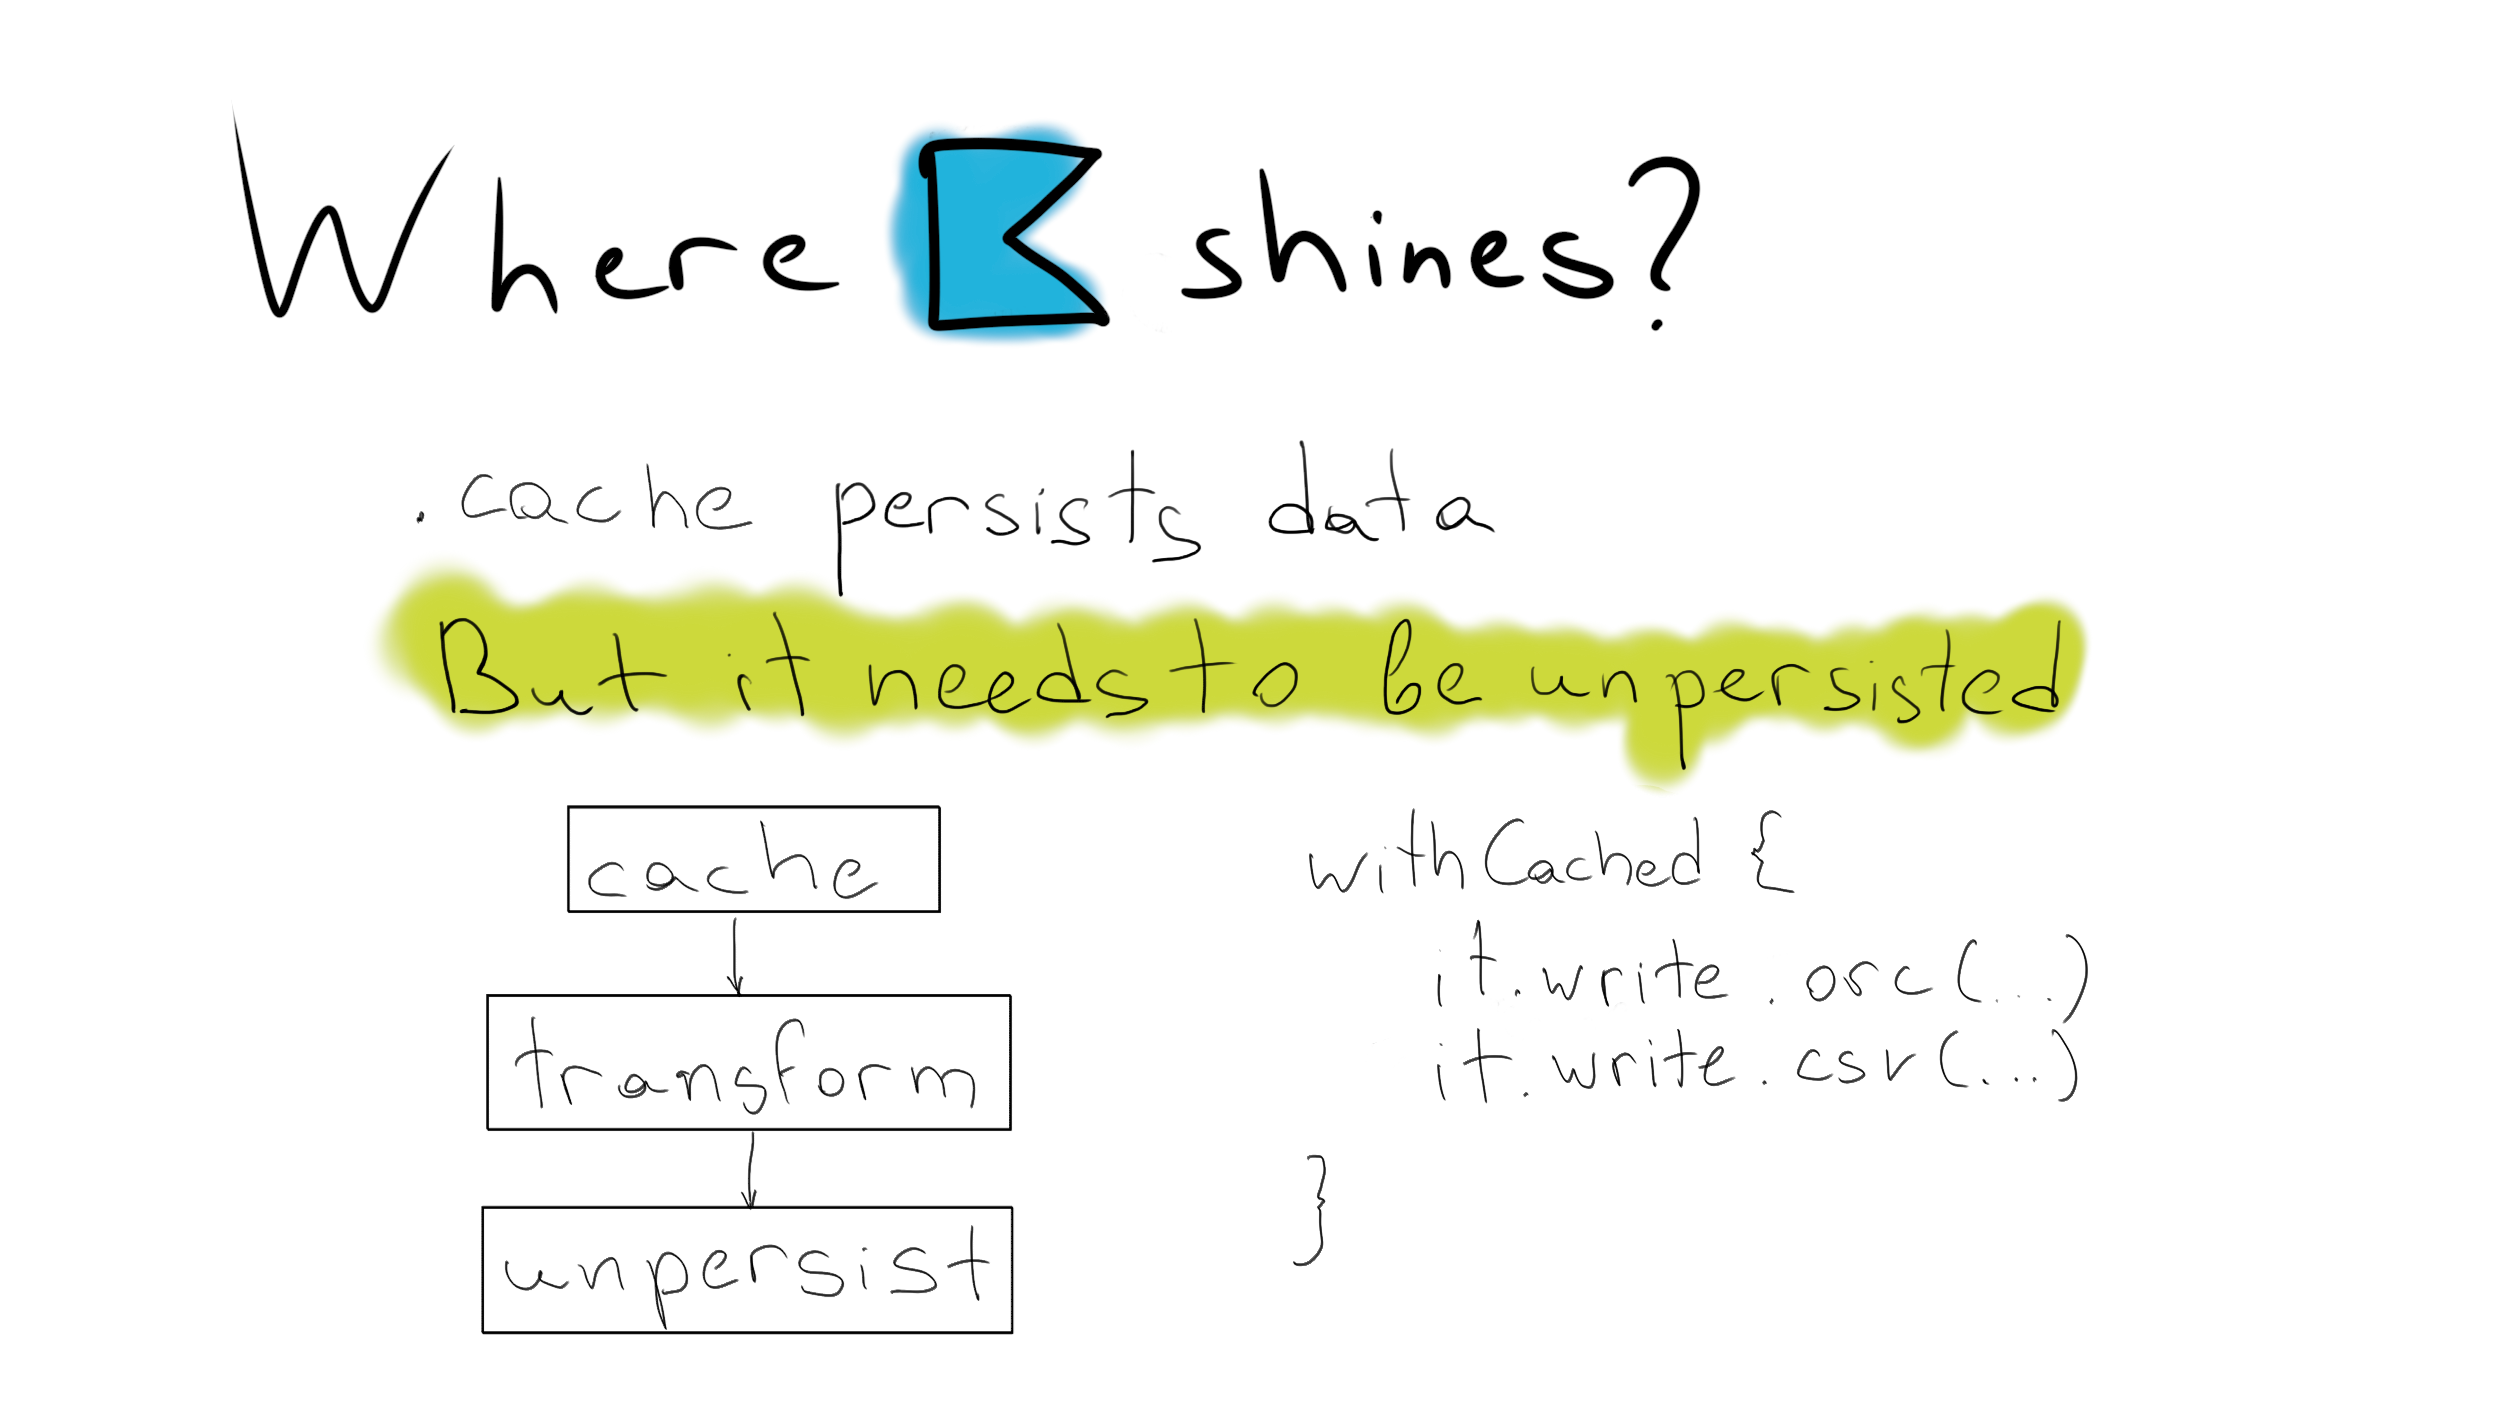 Where K shines?
.cache persists data
But it needs to be unpersisted
cache
transform
unpersist
withCached {
it.write.orc(...)
it.write.csv(...)
}